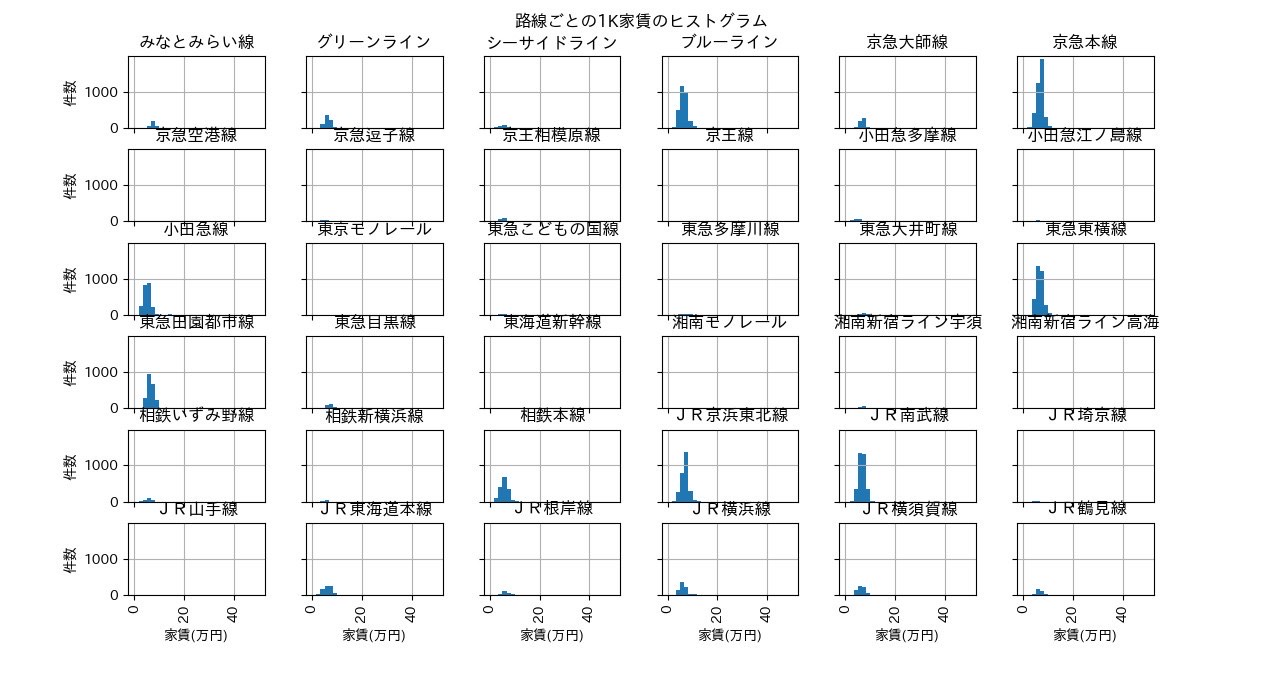 路線ごとの1K家賃のヒストグラム
みなとみらい線 グリーンライン シーサイドライン ブルーライン 京急大師線 京急本線
件数
1000
0
京急空港線 京急逗子線 京王相模原線 京王線 小田急多摩線 小田急江ノ島線
件数
1000
0
小田急線 東京モノレール 東急こどもの国線 東急多摩川線 東急大井町線 東急東横線
件数
1000
0
東急田園都市線 東急目黒線 東海道新幹線 湘南モノレール 湘南新宿ライン宇須 湘南新宿ライン高海
件数
1000
0
相鉄いずみ野線 相鉄新横浜線 相鉄本線 ＪＲ京浜東北線 ＪＲ南武線 ＪＲ埼京線
件数
1000
0
ＪＲ山手線 ＪＲ東海道本線 ＪＲ根岸線 ＪＲ横浜線 ＪＲ横須賀線 ＪＲ鶴見線
件数
1000
0
0 20 40 0 20 40 0 20 40 0 20 40 0 20 40 0 20 40
家賃(万円) 家賃(万円) 家賃(万円) 家賃(万円) 家賃(万円) 家賃(万円)